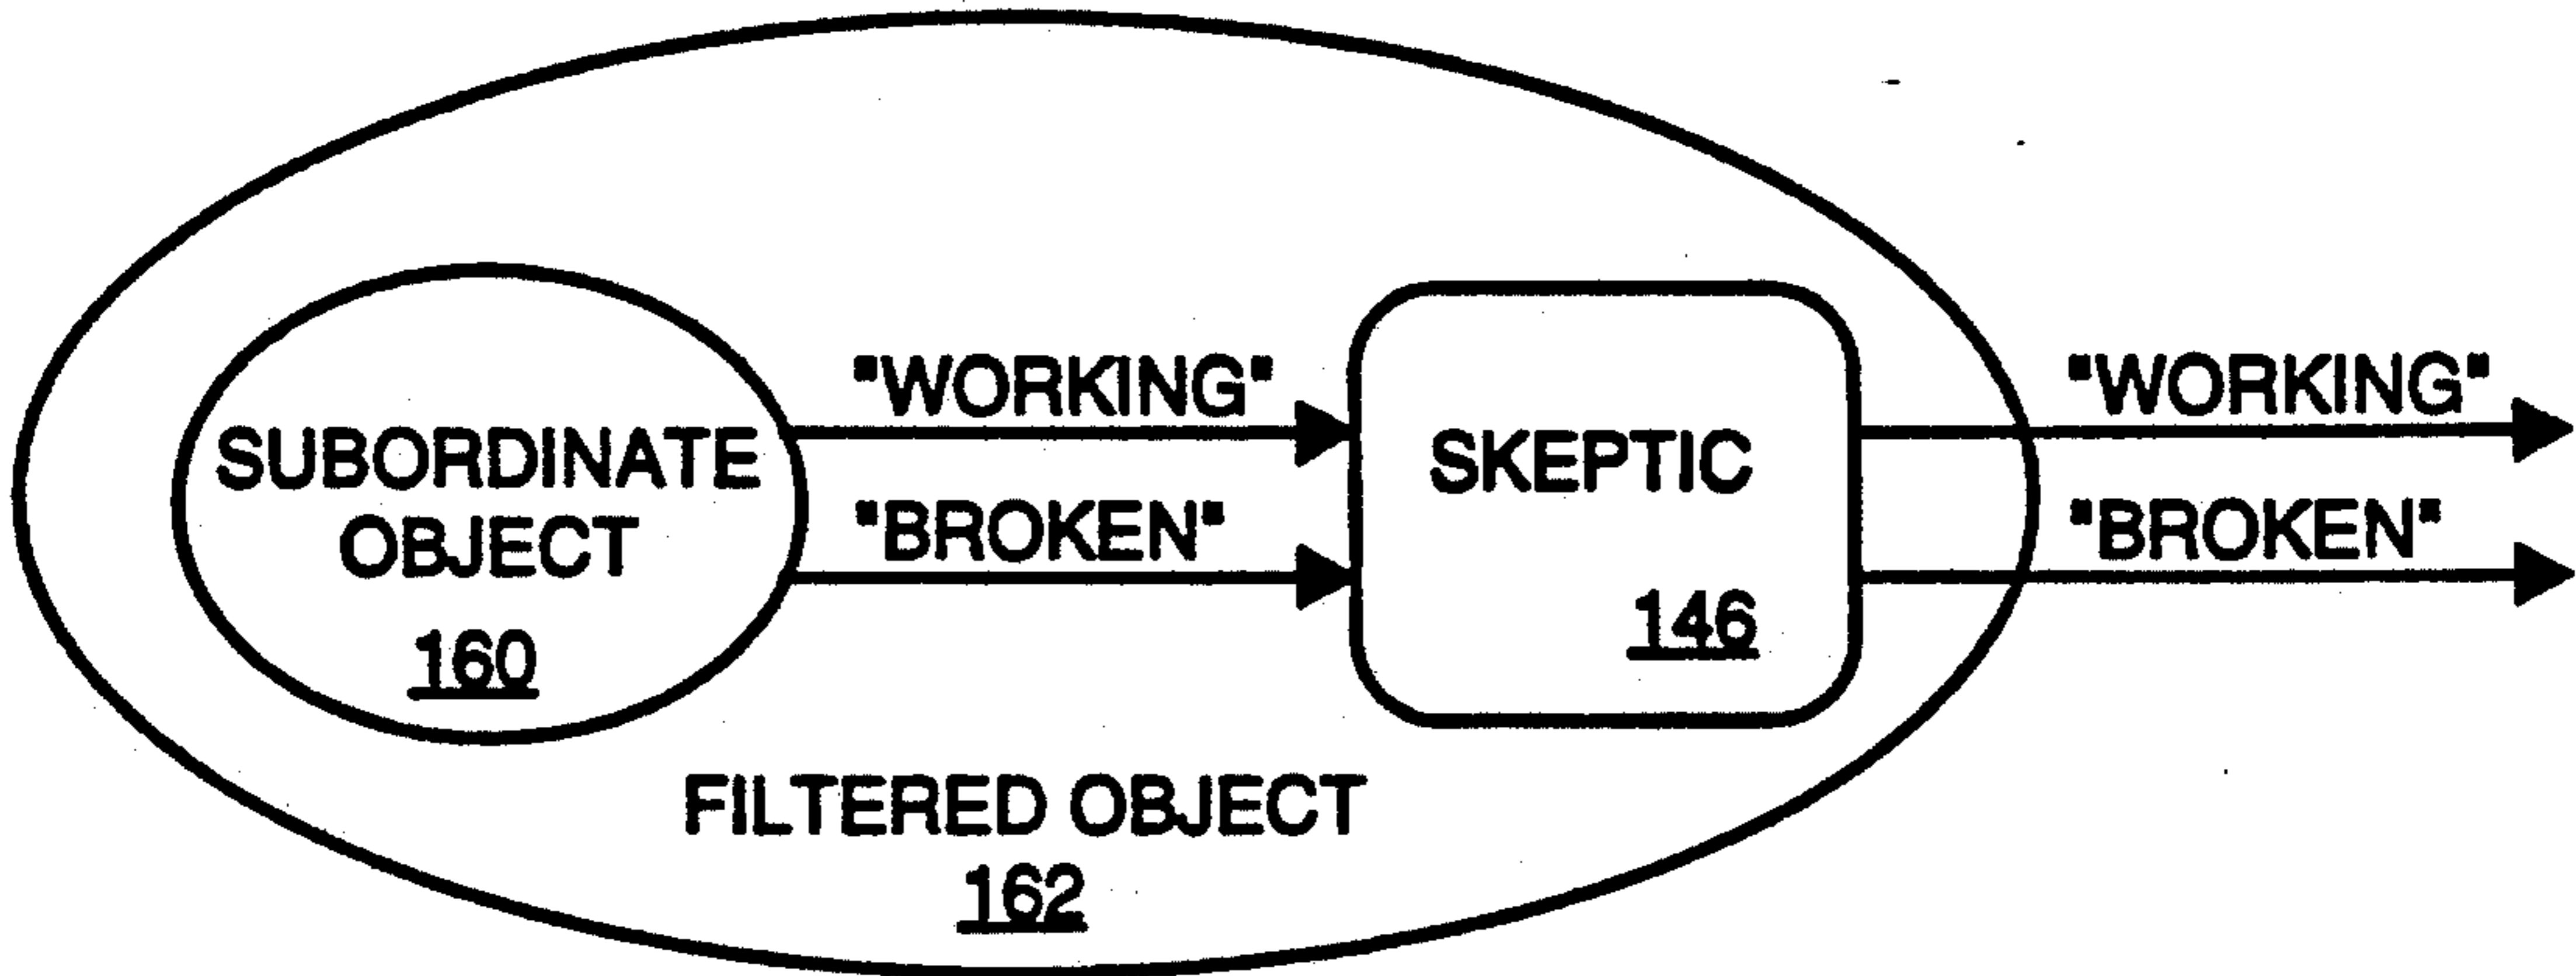 "WORKING"
"WORKING"
SUBORDINATE
OBJECT
160
"BROKEN"
SKEPTIC
146
"BROKEN"
FILTERED OBJECT
162